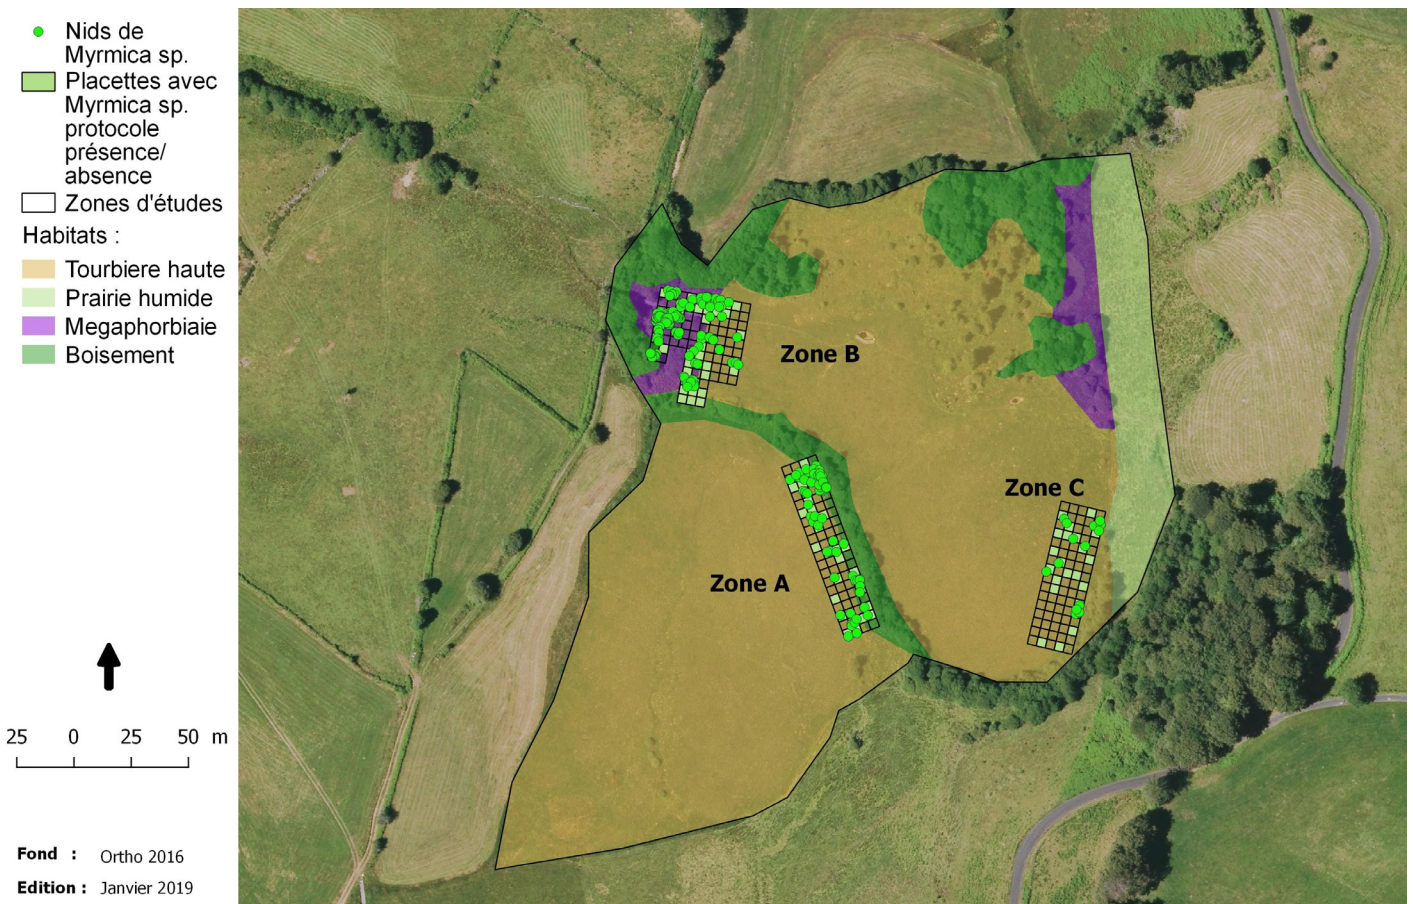 Nids de
Myrmica sp.
Placettes avec
Myrmica sp.
protocole
présence/
absence
Zones d'études
Habitats :
Tourbiere haute
Prairie humide
Megaphorbiaie
Boisement
Zone B
Zone C
Zone A
25 0 25 50 m
Fond : Ortho 2016
Edition : Janvier 2019